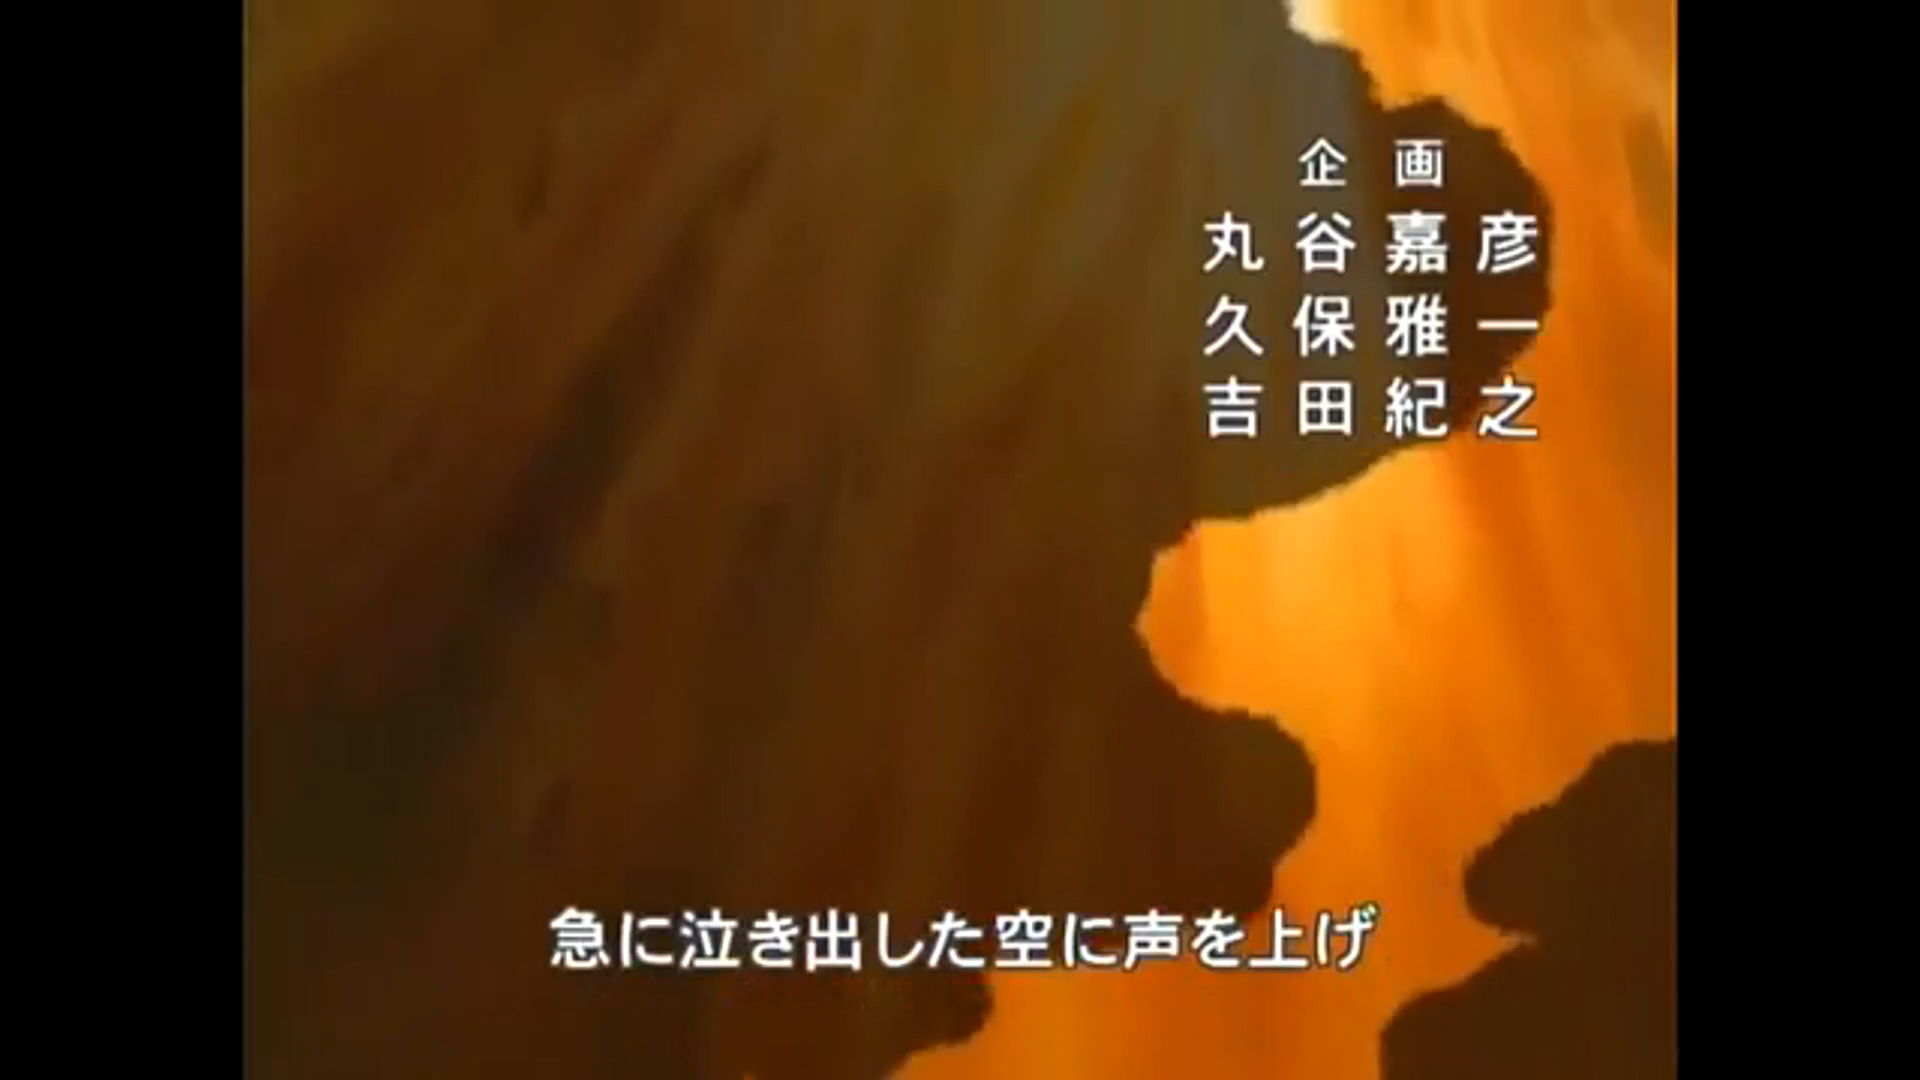 企画
丸谷嘉彦
久保雅一
吉田紀之
急に泣き出した空に声を上げ